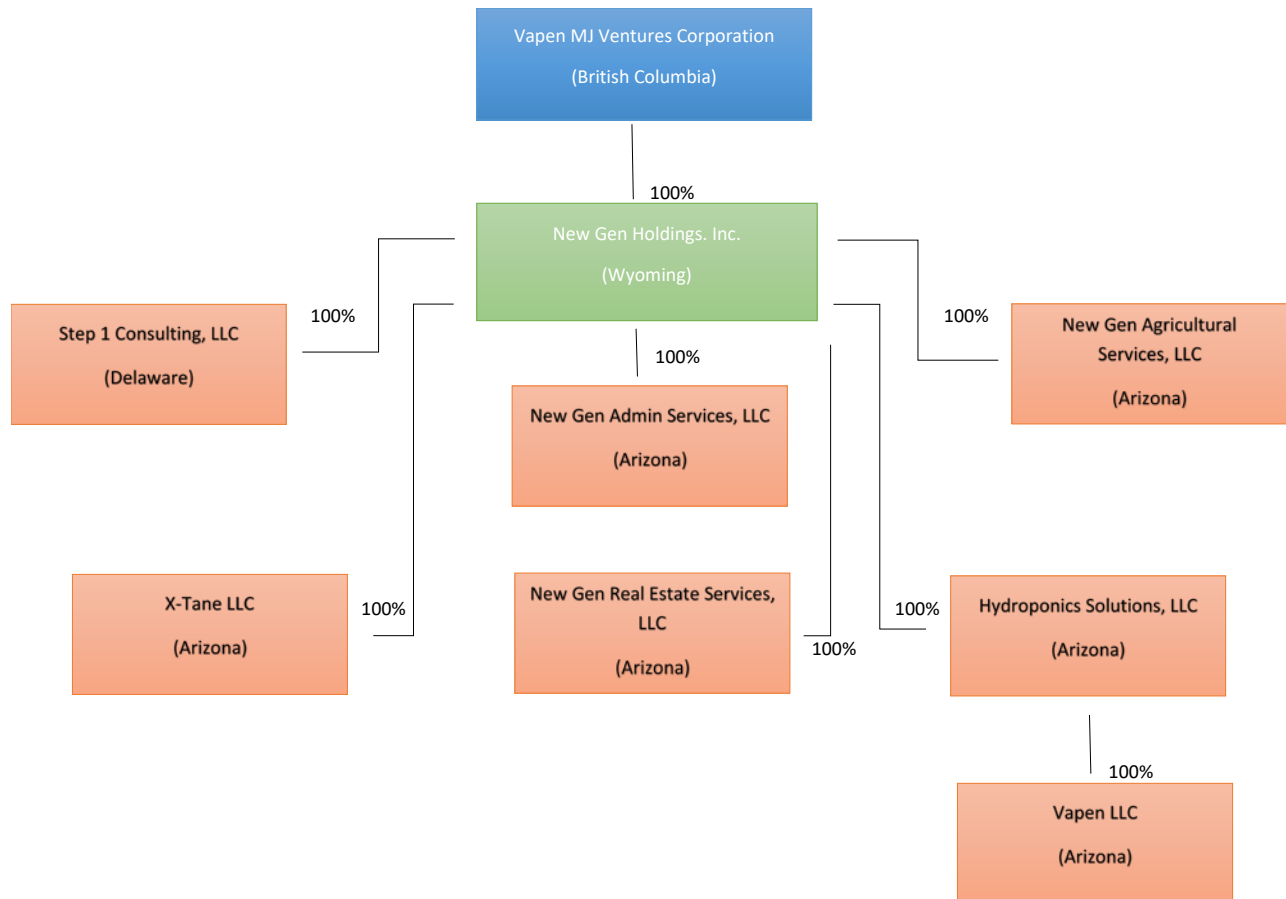 Vapen MJ Ventures Corporation
(British Columbia)
100%
New Gen Holdings. Inc.
(Wyoming)
100%
Step 1 Consulting, LLC
(Delaware)
100%
New Gen Admin Services, LLC
(Arizona)
100%
New Gen Agricultural
Services, LLC
(Arizona)
100%
X-Tane LLC
(Arizona)
New Gen Real Estate Services,
LLC
(Arizona)
100%
100%
Hydroponics Solutions, LLC
(Arizona)
100%
Vapen LLC
(Arizona)